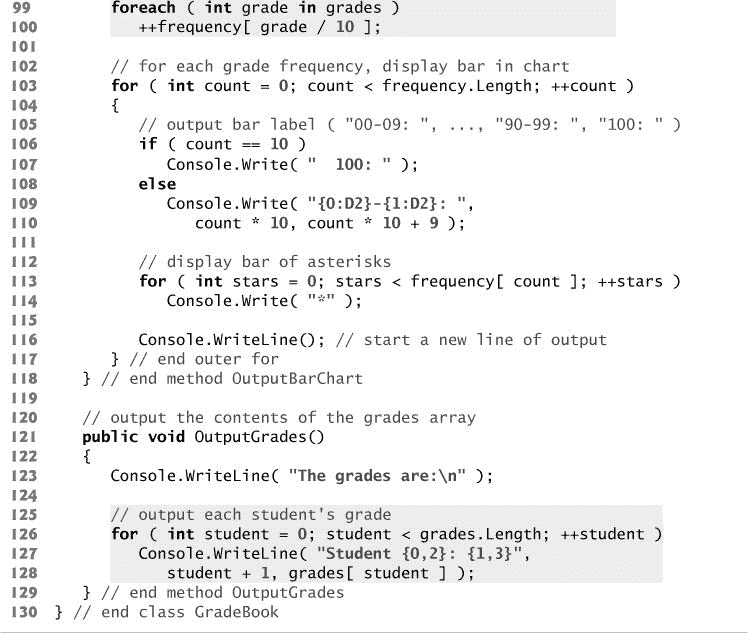 99 foreach ( int grade in grades )
100 ++frequency[ grade / 10 ];
101
102 // for each grade frequency, display bar in chart
103 for ( int count = 0; count < frequency.Length; ++count )
104 {
105 // output bar label ( "00-09: ", ..., "90-99: ", "100: " )
106 if ( count == 10 )
107 Console.Write( "  100: " );
108 else
109 Console.Write( "{0:D2}-{1:D2}: ",
110 count * 10, count * 10 + 9 );
111
112 // display bar of asterisks
113 for ( int stars = 0; stars < frequency[ count ]; ++stars )
114 Console.Write( "*" );
115
116 Console.WriteLine(); // start a new line of output
117 } // end outer for
118 } // end method OutputBarChart
119
120 // output the contents of the grades array
121 public void OutputGrades()
122 {
123 Console.WriteLine( "The grades are:\n" );
124
125 // output each student's grade
126 for ( int student = 0; student < grades.Length; ++student )
127 Console.WriteLine( "Student {0,2}: {1,3}",
128 student + 1, grades[ student ] );
129 } // end method OutputGrades
130 } // end class GradeBook